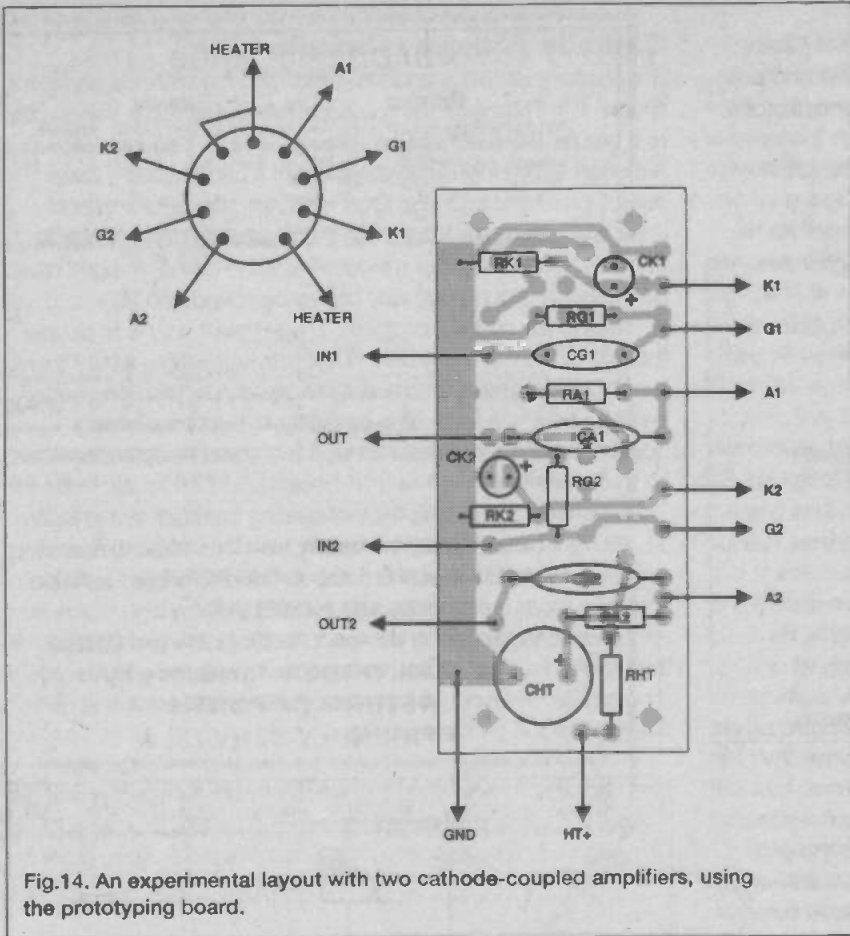 HEATER
A1
K2
G1
G2
K1
A2
HEATER
RK1
CK1
+
K1
RG1
G1
IN1
CG1
RA1
A1
OUT
CA1
CK2
+
RG2
K2
RK2
G2
IN2
A2
OUT2
+
CHT
RHT
GND
HT+
Fig.14. An experimental layout with two cathode-coupled amplifiers, using
the prototyping board.